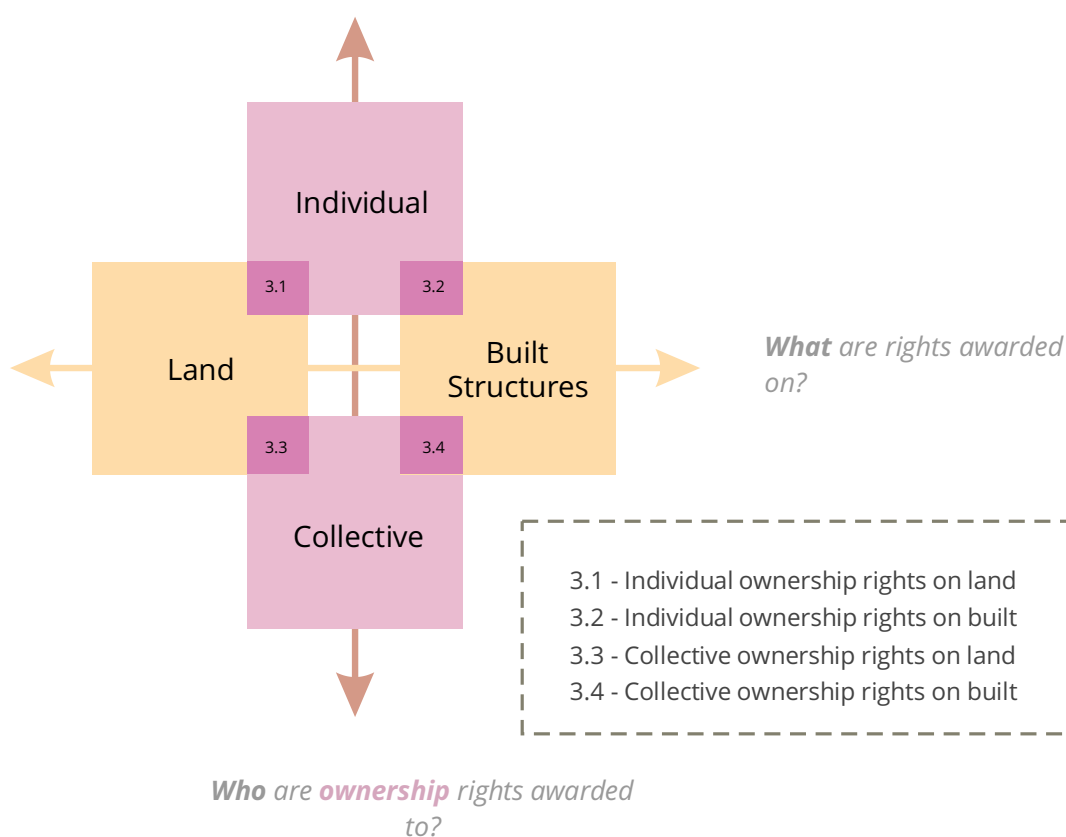 Individual
3.1
3.2
Land
Built
Structures
What are rights awarded
on?
3.3
3.4
Collective
3.1 - Individual ownership rights on land
3.2 - Individual ownership rights on built
3.3 - Collective ownership rights on land
3.4 - Collective ownership rights on built
Who are ownership rights awarded
to?